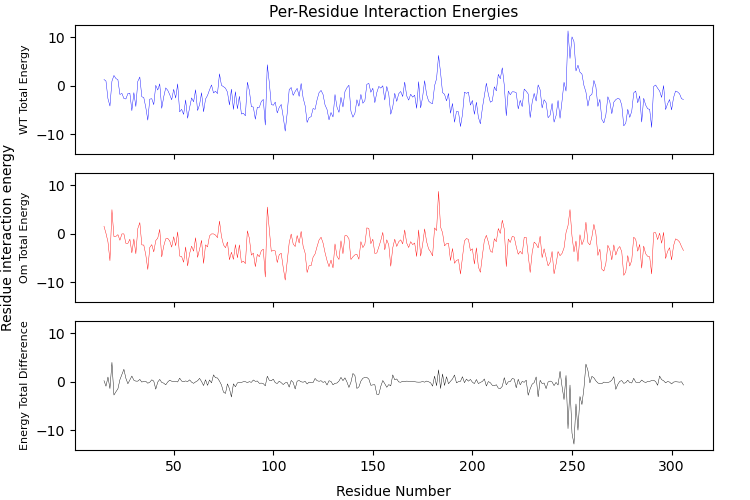 Per-Residue Interaction Energies
Residue interaction energy
WT Total Energy
10
0
−10
Om Total Energy
10
0
−10
Energy Total Difference
10
0
−10
50
100
150
200
250
300
Residue Number